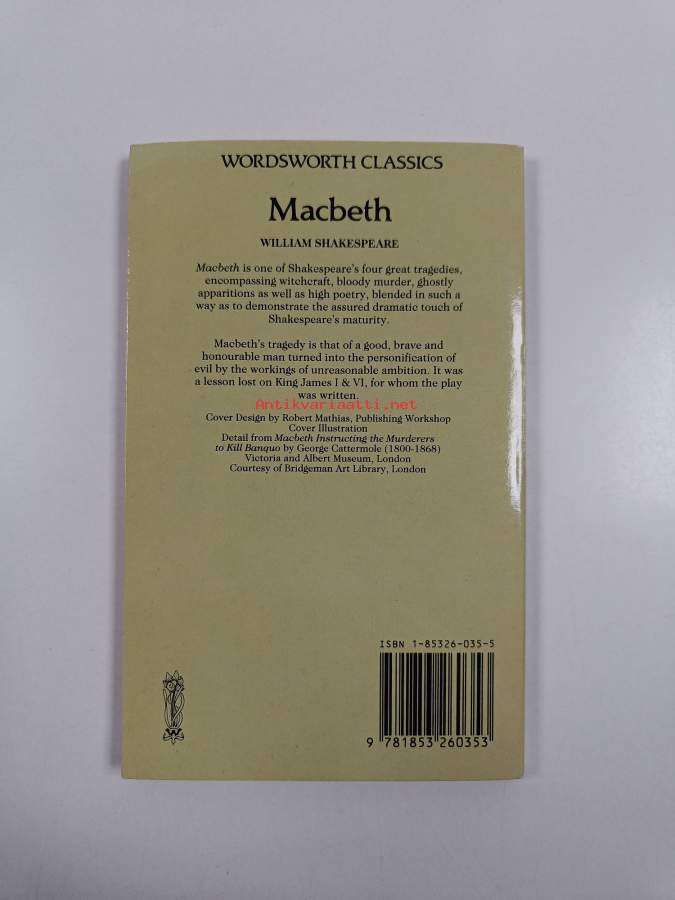 WORDSWORTH CLASSICS
Macbeth
WILLIAM SHAKESPEARE
Macbeth is one of Shakespeare's four great tragedies,
encompassing witchcraft, bloody murder, ghostly
apparitions as well as high poetry, blended in such a
way as to demonstrate the assured dramatic touch of
Shakespeare's maturity.
Macbeth's tragedy is that of a good, brave and
honourable man turned into the personification of
evil by the workings of unreasonable ambition. It was
a lesson lost on King James I & VI, for whom the play
was written.
Antikvariaatti.net
Cover Design by Robert Mathias, Publishing Workshop
Cover Illustration
Detail from Macbeth Instructing the Murderers
to Kill Banquo by George Cattermole (1800-1868)
Victoria and Albert Museum, London
Courtesy of Bridgeman Art Library, London
ISBN 1-85326-035-5
W
9 781853 260353